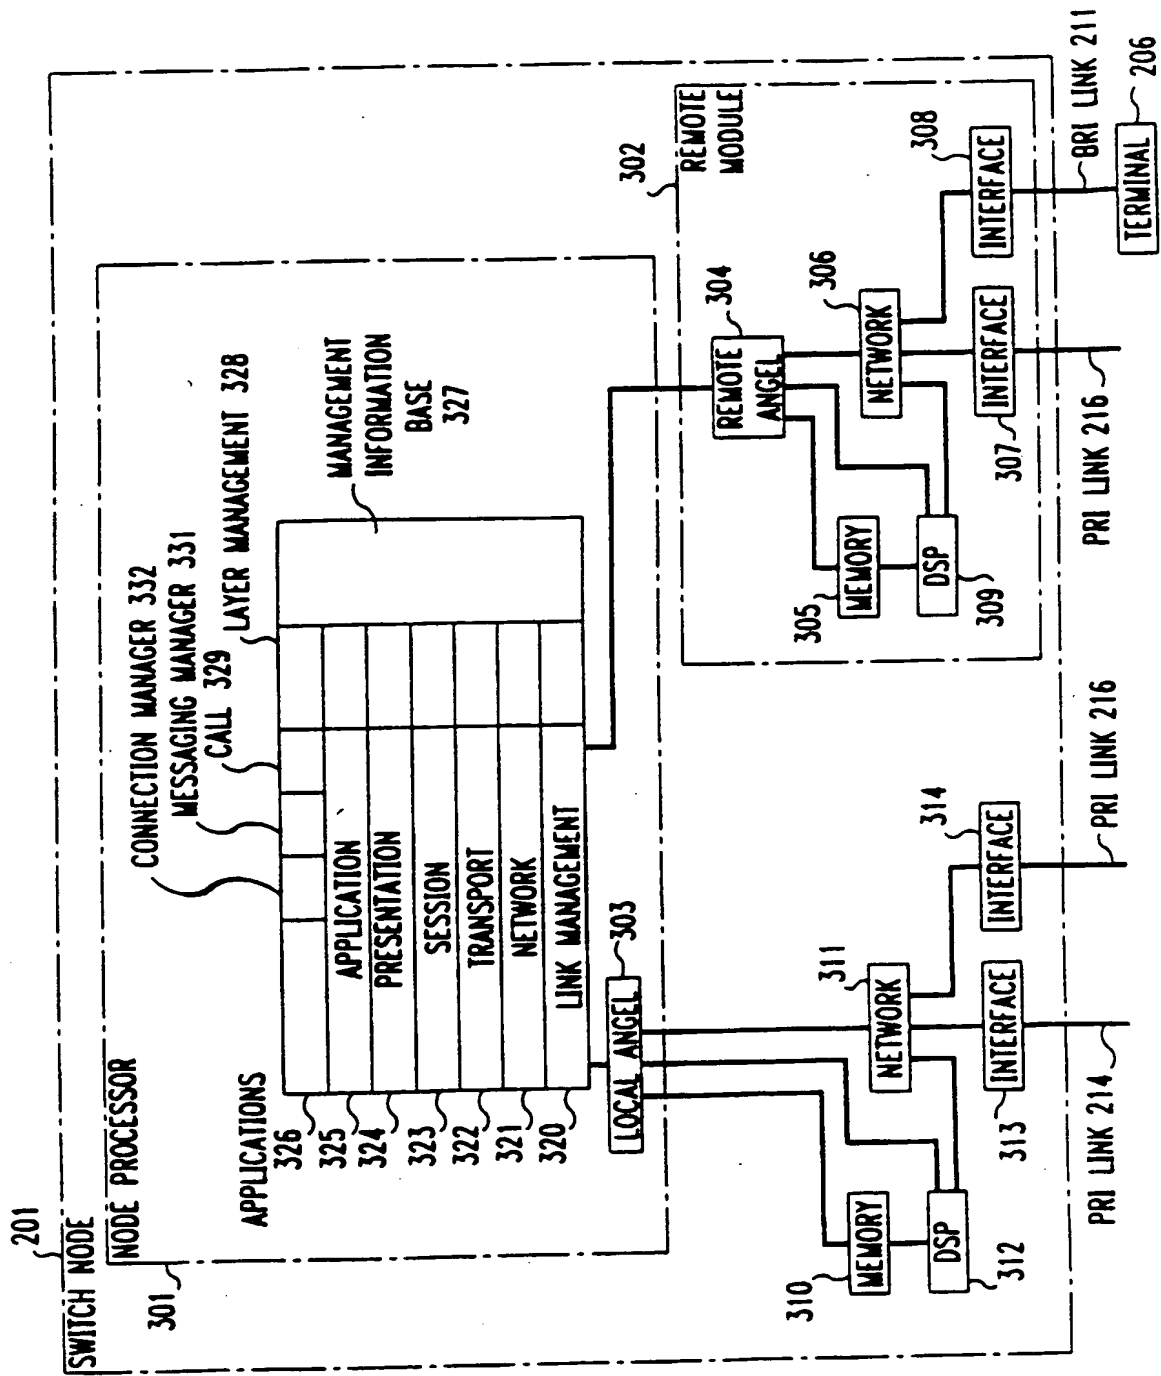 SWITCH NODE
201
NODE PROCESSOR
301
CONNECTION MANAGER 332
MESSAGING MANAGER 331
CALL 329
LAYER MANAGEMENT 328
MANAGEMENT
INFORMATION
BASE
327
APPLICATIONS
326
325
APPLICATION
324
PRESENTATION
323
SESSION
322
TRANSPORT
321
NETWORK
320
LINK MANAGEMENT
LOCAL ANGEL
303
302
REMOTE
MODULE
REMOTE
ANGEL
304
305
MEMORY
NETWORK
306
DSP
309
INTERFACE
307
INTERFACE
308
310
MEMORY
NETWORK
311
DSP
312
INTERFACE
313
INTERFACE
314
PRI LINK 214
PRI LINK 216
PRI LINK 216
BRI LINK 211
TERMINAL
206